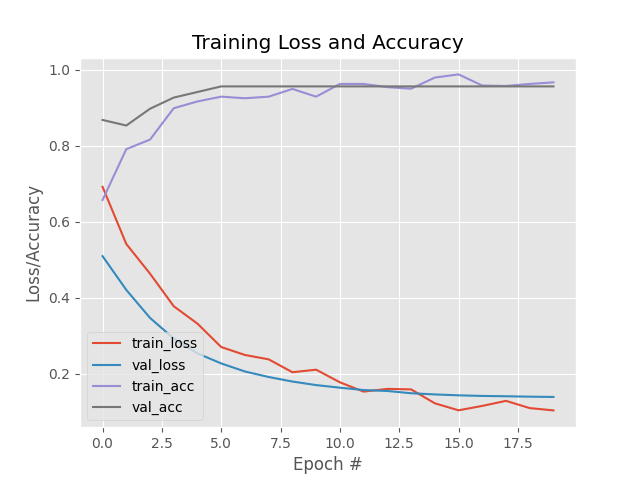 Training Loss and Accuracy
1.0
0.8
0.6
0.4
0.2
Loss/Accuracy
train_loss
val_loss
train_acc
val_acc
0.0 2.5 5.0 7.5 10.0 12.5 15.0 17.5
Epoch #